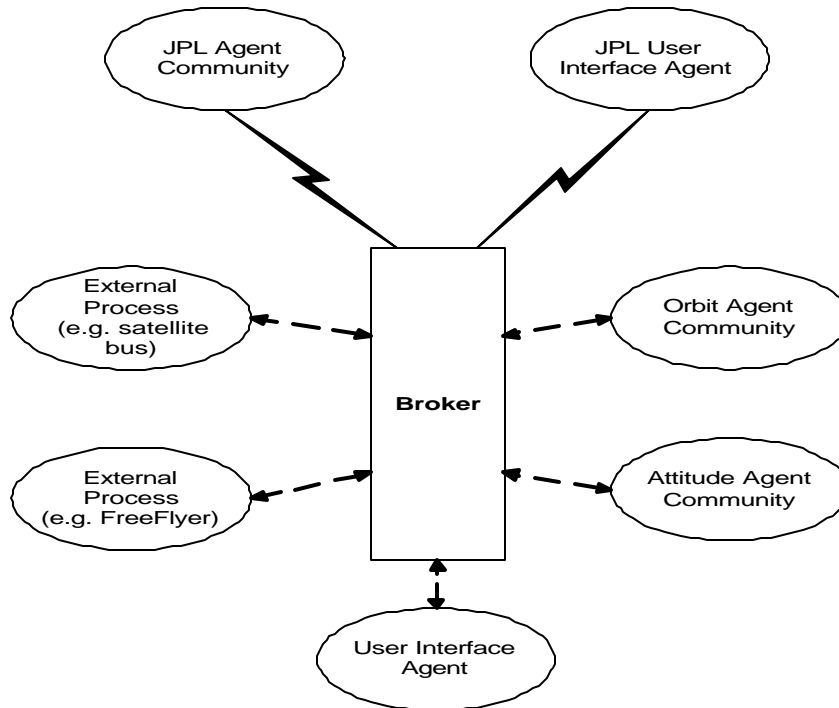 JPL Agent
Community
JPL User
Interface Agent
External
Process
(e.g. satellite
bus)
Orbit Agent
Community
Broker
External
Process
(e.g. FreeFlyer)
Attitude Agent
Community
User Interface
Agent